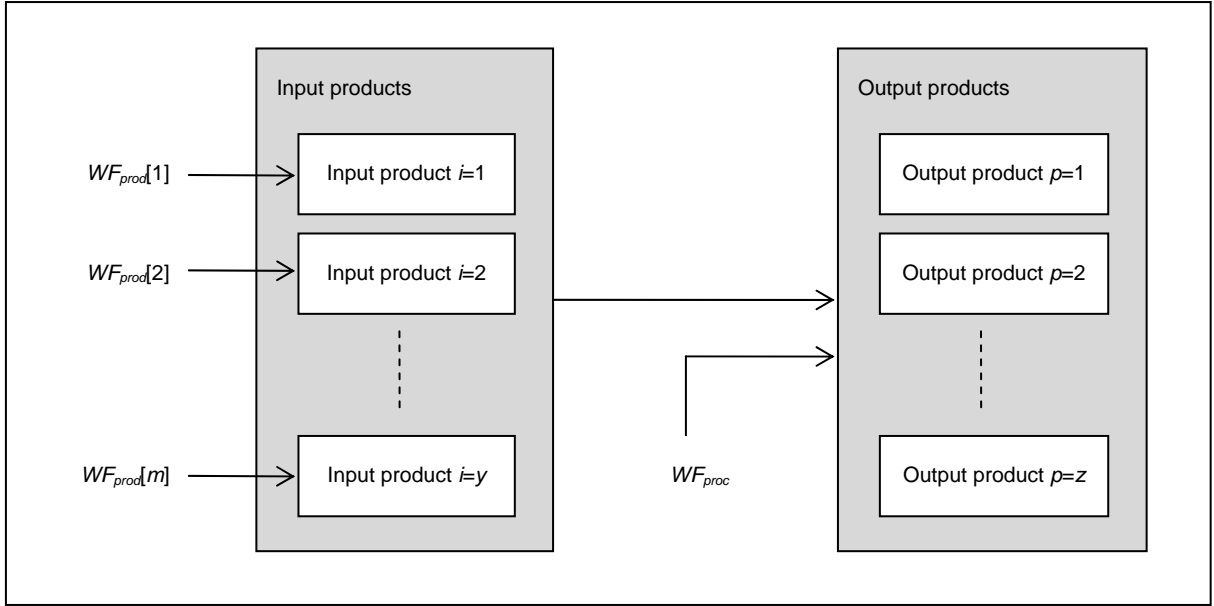 Input products
Output products
WFprod[1]
Input product i=1
Output product p=1
WFprod[2]
Input product i=2
Output product p=2
WFprod[m]
Input product i=y
WFproc
Output product p=z